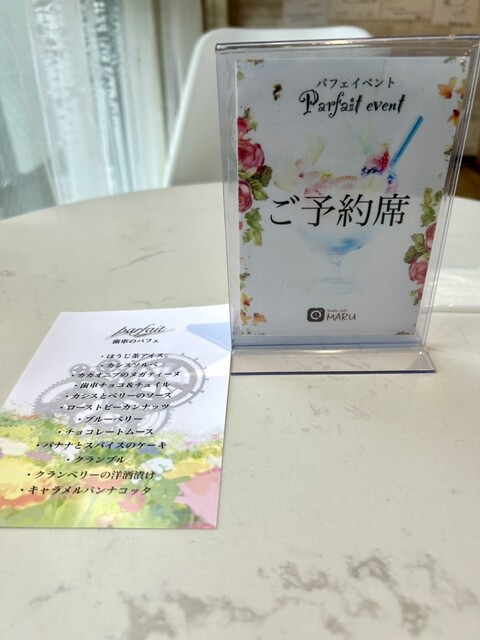 パフェイベント
Parfait event
ご予約席
Studio Cafe
MARU
parfait
歯車のパフェ
・ほうじ茶アイス
・カシスソルベ
・カカオニブのヌガティーヌ
・歯車チョコ&チュイル
・カシスとベリーのソース
・ローストピーカンナッツ
・ブルーベリー
・チョコレートムース
・バナナとスパイスのケーキ
・クランブル
・クランベリーの洋酒漬け
・キャラメルパンナコッタ